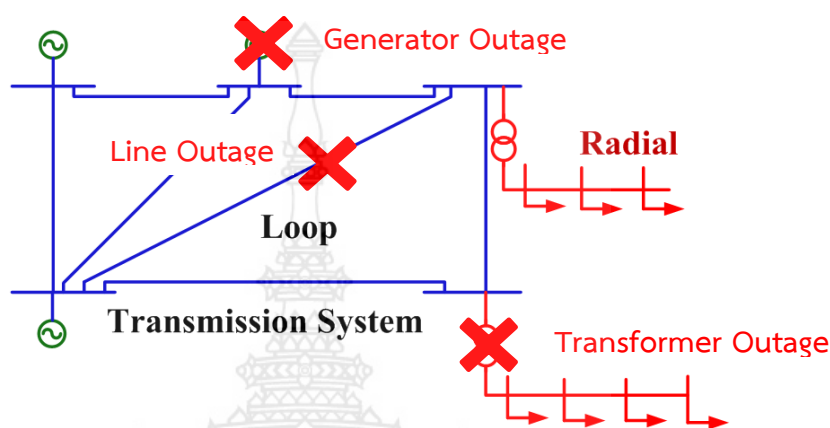 Generator Outage
Line Outage
Radial
Loop
Transmission System
Transformer Outage